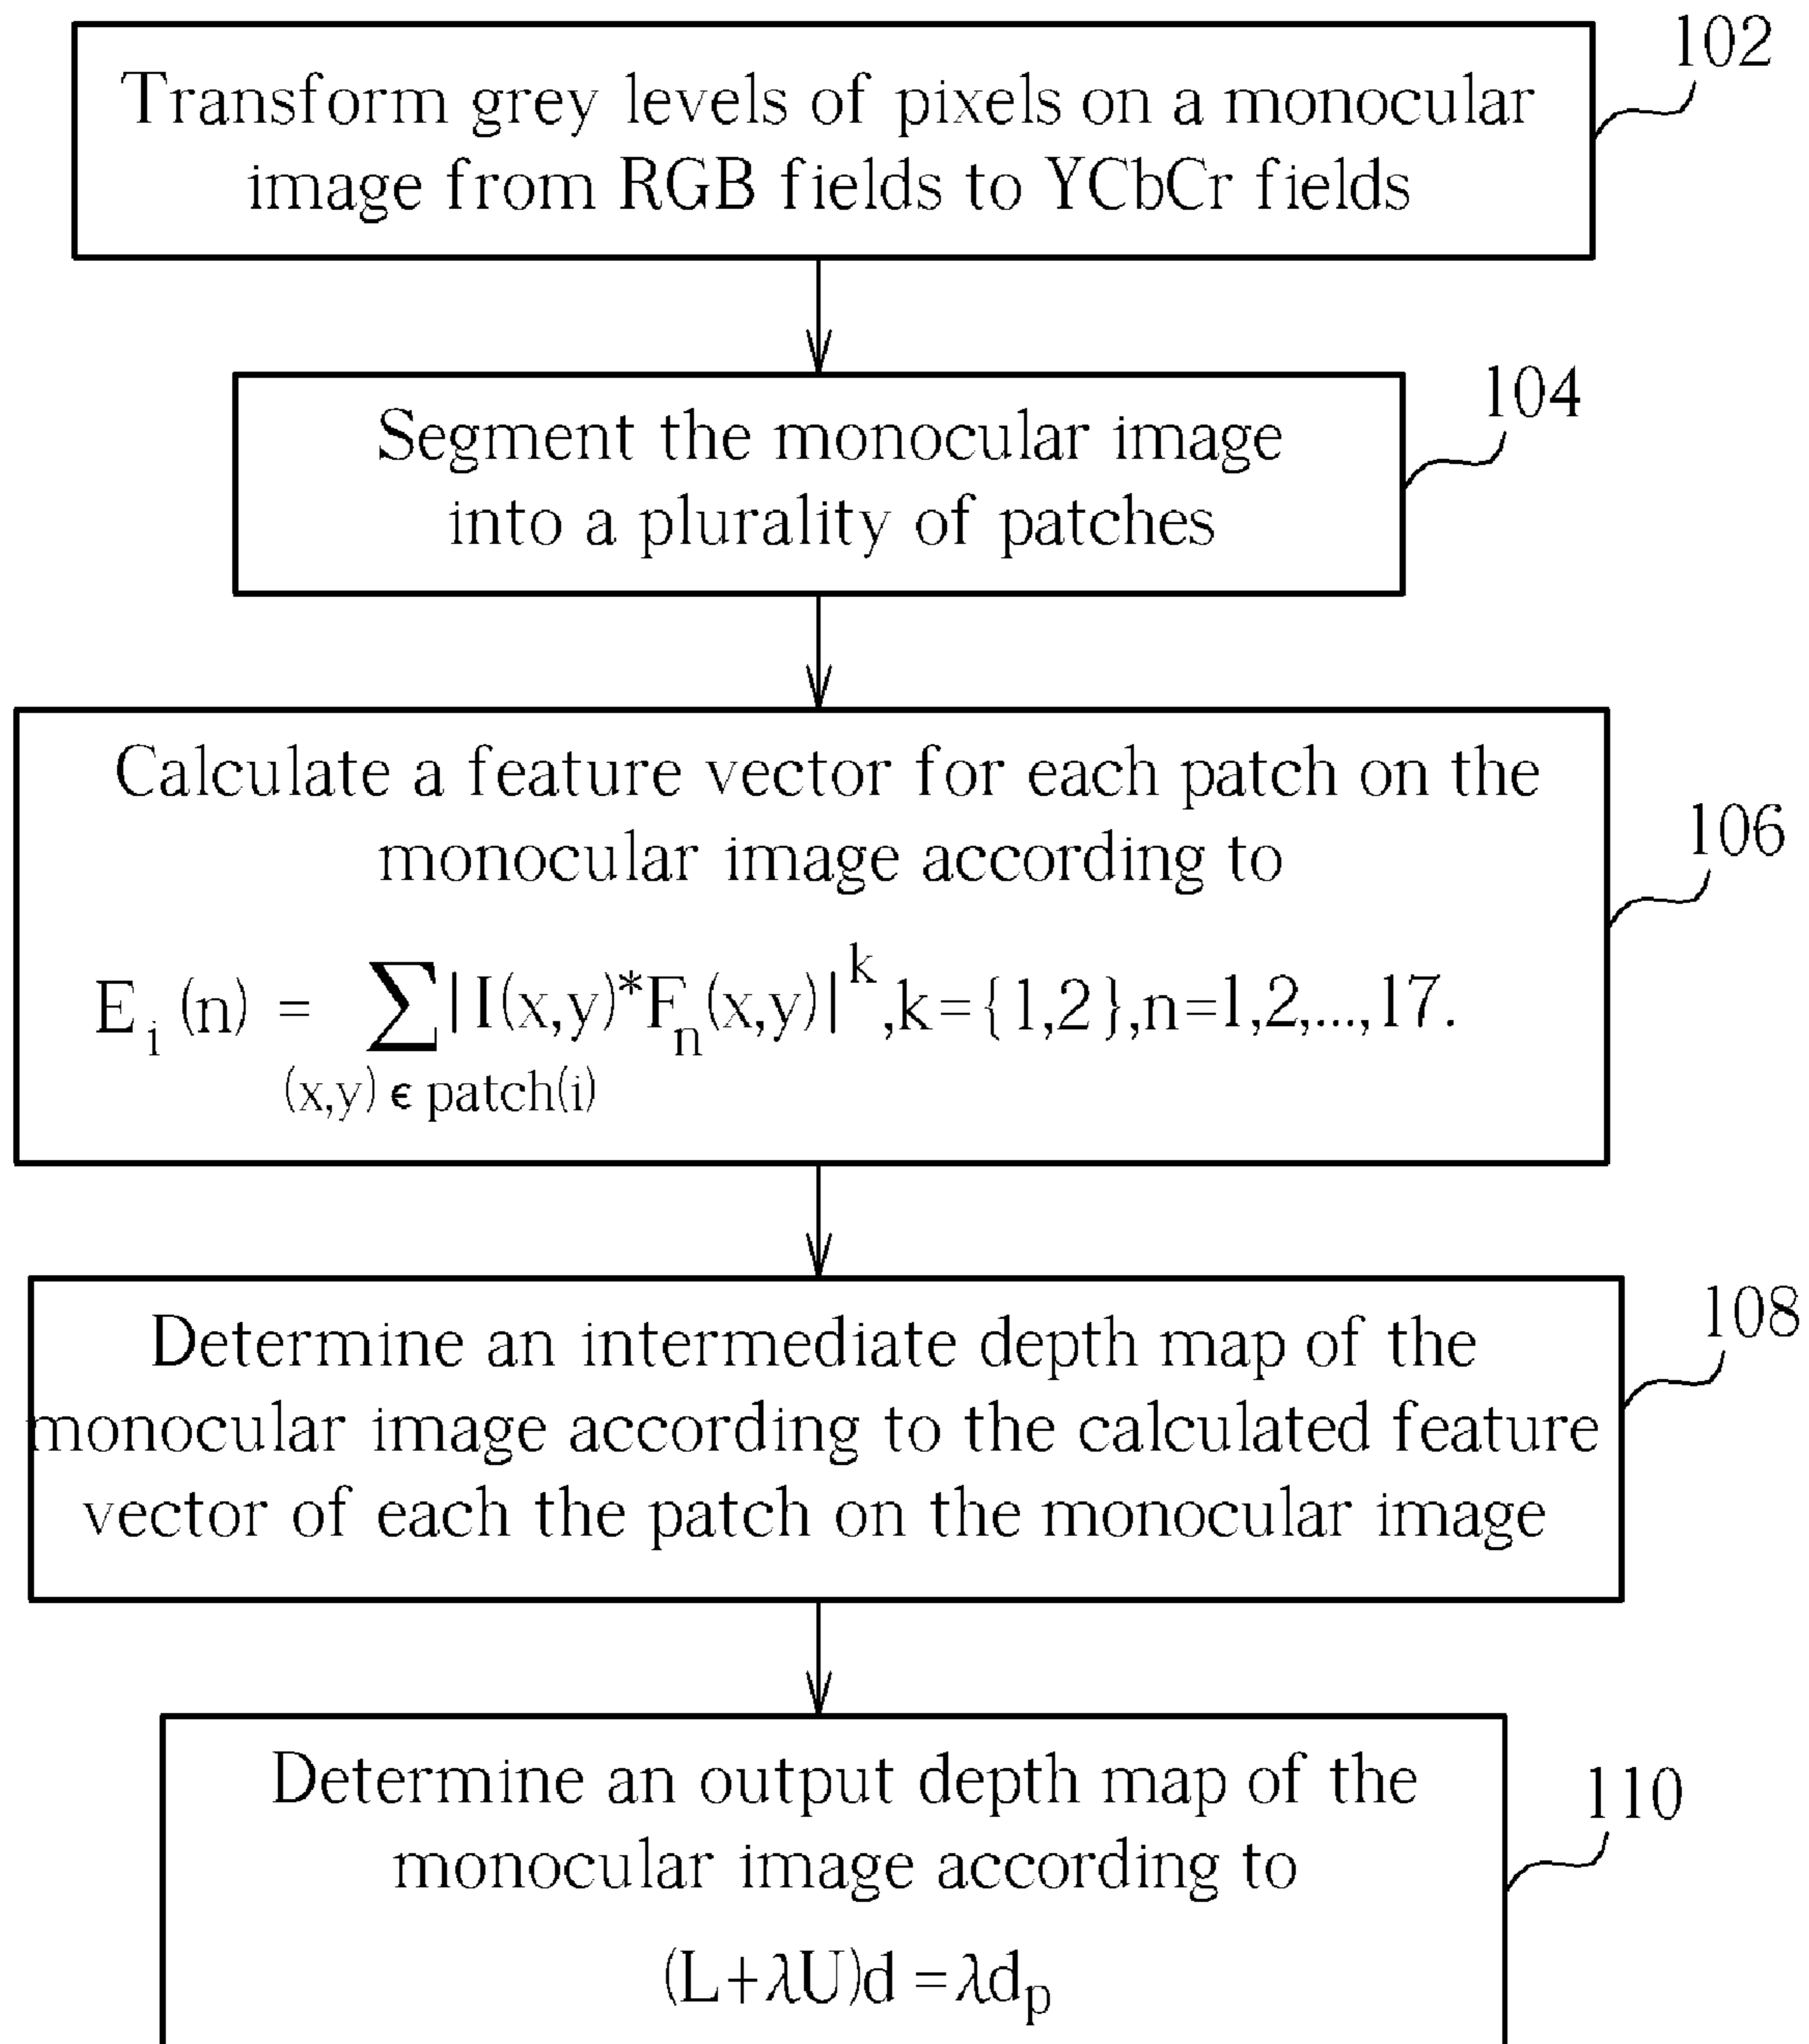 102
Transform grey levels of pixels on a monocular
image from RGB fields to YCbCr fields
104
Segment the monocular image
into a plurality of patches
106
Calculate a feature vector for each patch on the
monocular image according to
E_i (n) = ∑|I(x,y)*F_n(x,y)|^k,k={1,2},n=1,2,...,17.
(x,y) ϵ patch(i)
108
Determine an intermediate depth map of the
monocular image according to the calculated feature
vector of each the patch on the monocular image
110
Determine an output depth map of the
monocular image according to
(L+λU)d=λd_p